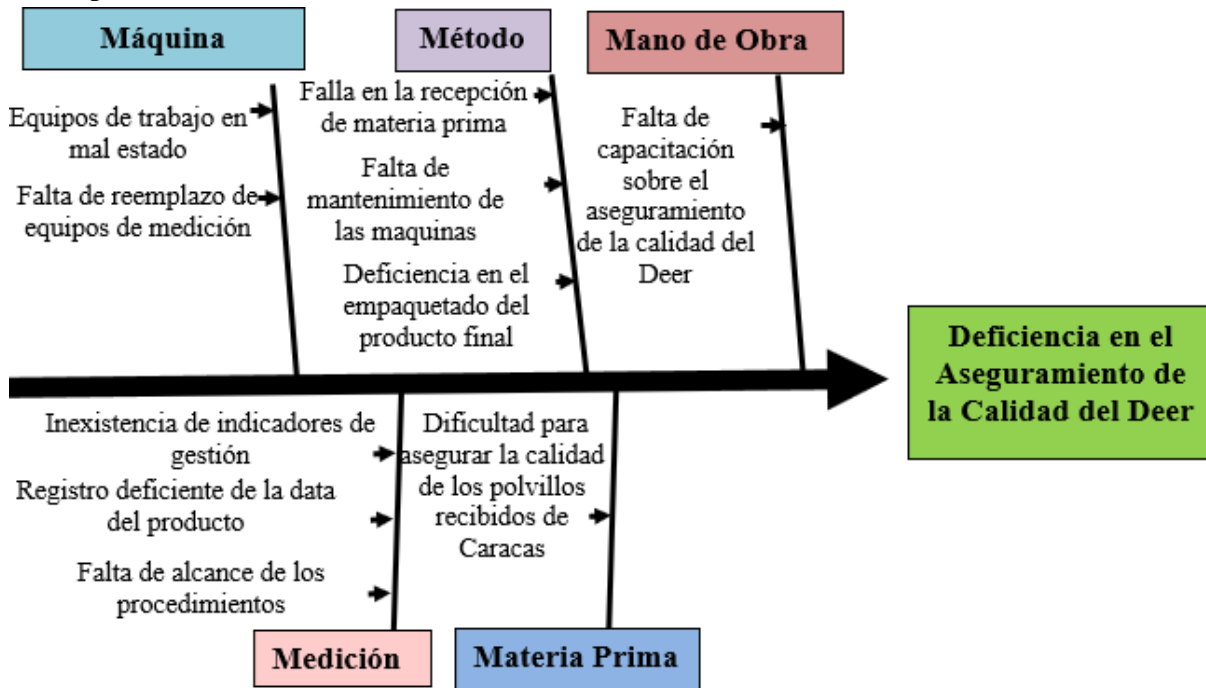 Máquina
Método
Mano de Obra
Equipos de trabajo en
mal estado
Falta de reemplazo de
equipos de medición
Falla en la recepción
de materia prima
Falta de
mantenimiento de
las maquinas
Deficiencia en el
empaquetado del
producto final
Falta de
capacitación
sobre el
aseguramiento
de la calidad del
Deer
Deficiencia en el
Aseguramiento de
la Calidad del Deer
Inexistencia de indicadores de
gestión
Registro deficiente de la data
del producto
Falta de alcance de los
procedimientos
Dificultad para
asegurar la calidad
de los polvillos
recibidos de
Caracas
Medición
Materia Prima